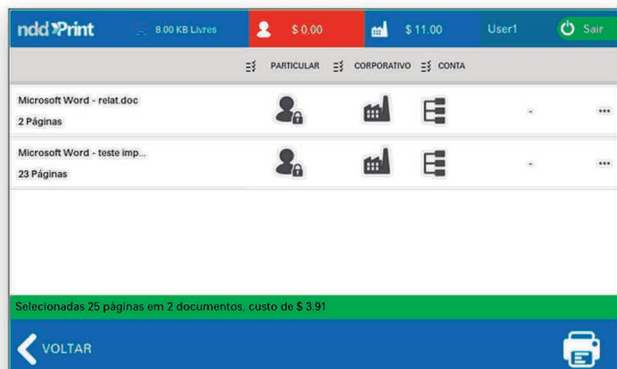 ndd Print 8.00 KB Livres $ 0.00 $ 11.00 User1 Sair
PARTICULAR CORPORATIVO CONTA
Microsoft Word - relat.doc
2 Páginas
-
...
Microsoft Word - teste imp...
23 Páginas
-
...
Selecionadas 25 páginas em 2 documentos, custo de $ 3.91
VOLTAR